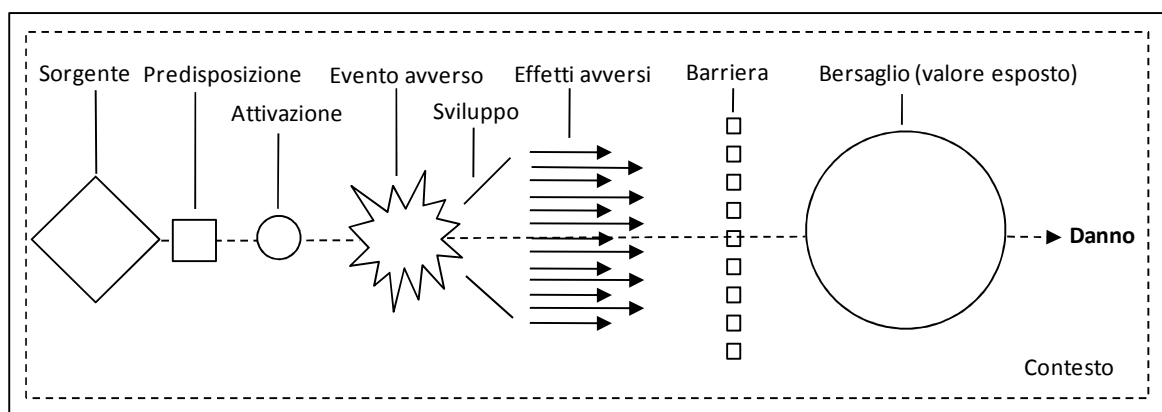 Sorgente
Predisposizione
Attivazione
Evento avverso
Sviluppo
Effetti avversi
Barriera
Bersaglio (valore esposto)
Danno
Contesto